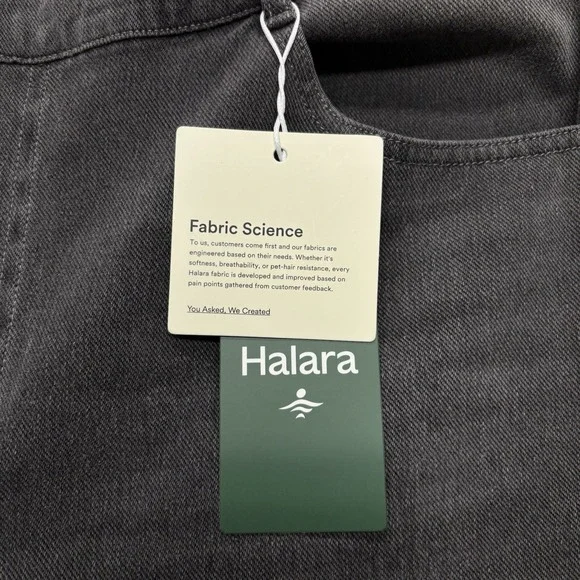 Fabric Science
To us, customers come first and our fabrics are
engineered based on their needs. Whether it's
softness, breathability, or pet-hair resistance, every
Halara fabric is developed and improved based on
pain points gathered from customer feedback.
You Asked, We Created
Halara